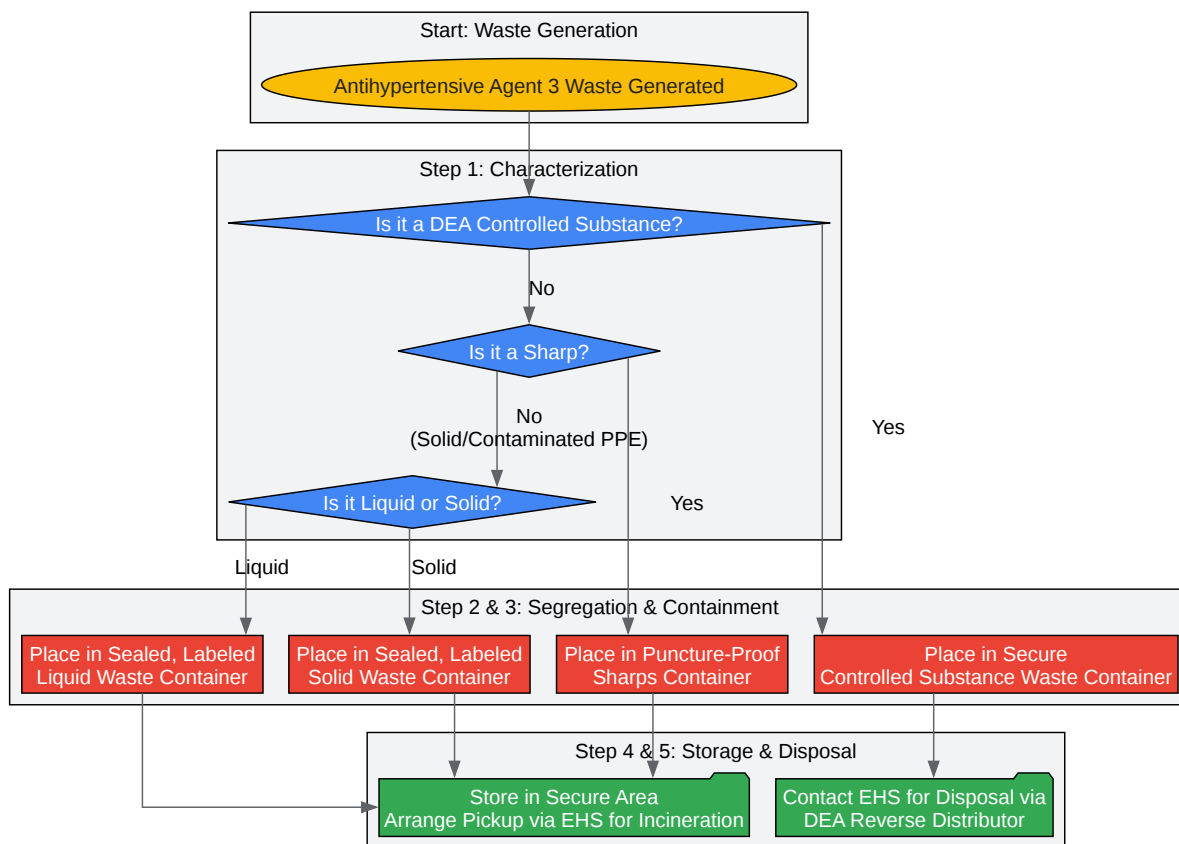 Start: Waste Generation
Antihypertensive Agent 3 Waste Generated
Step 1: Characterization
Is it a DEA Controlled Substance?
No
Is it a Sharp?
No
(Solid/Contaminated PPE)
Yes
Is it Liquid or Solid?
Yes
Liquid
Solid
Step 2 & 3: Segregation & Containment
Place in Sealed, Labeled
Liquid Waste Container
Place in Sealed, Labeled
Solid Waste Container
Place in Puncture-Proof
Sharps Container
Place in Secure
Controlled Substance Waste Container
Step 4 & 5: Storage & Disposal
Store in Secure Area
Arrange Pickup via EHS for Incineration
Contact EHS for Disposal via
DEA Reverse Distributor